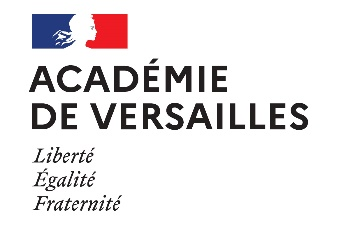 ACADÉMIE
DE VERSAILLES
Liberté
Égalité
Fraternité